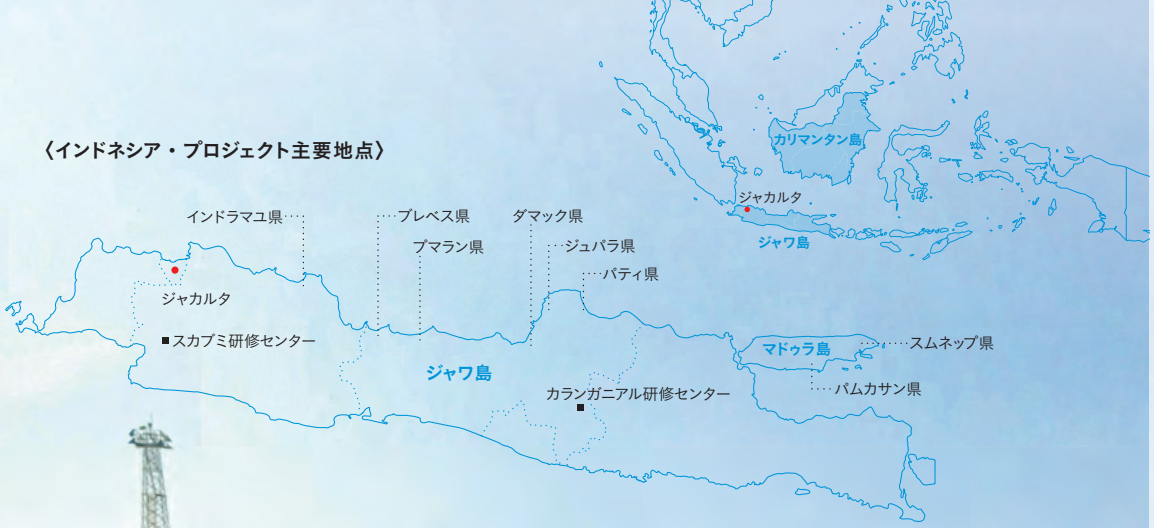 〈インドネシア・プロジェクト主要地点〉
カリマンタン島
ジャカルタ
ジャワ島
インドラマユ県
ブレベス県
ダマック県
プマラン県
ジュパラ県
パティ県
ジャカルタ
スカブミ研修センター
ジャワ島
マドゥラ島
スムネップ県
カランガニアル研修センター
パムカサン県